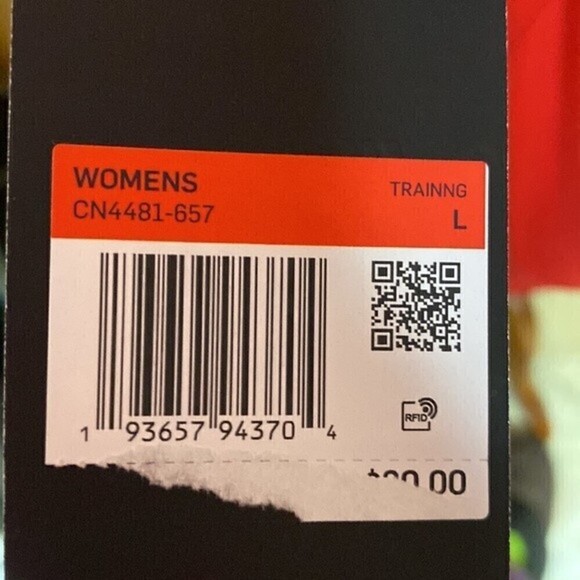 WOMENS
CN4481-657
TRAINNG
L
1 93657 94370 4
RFID